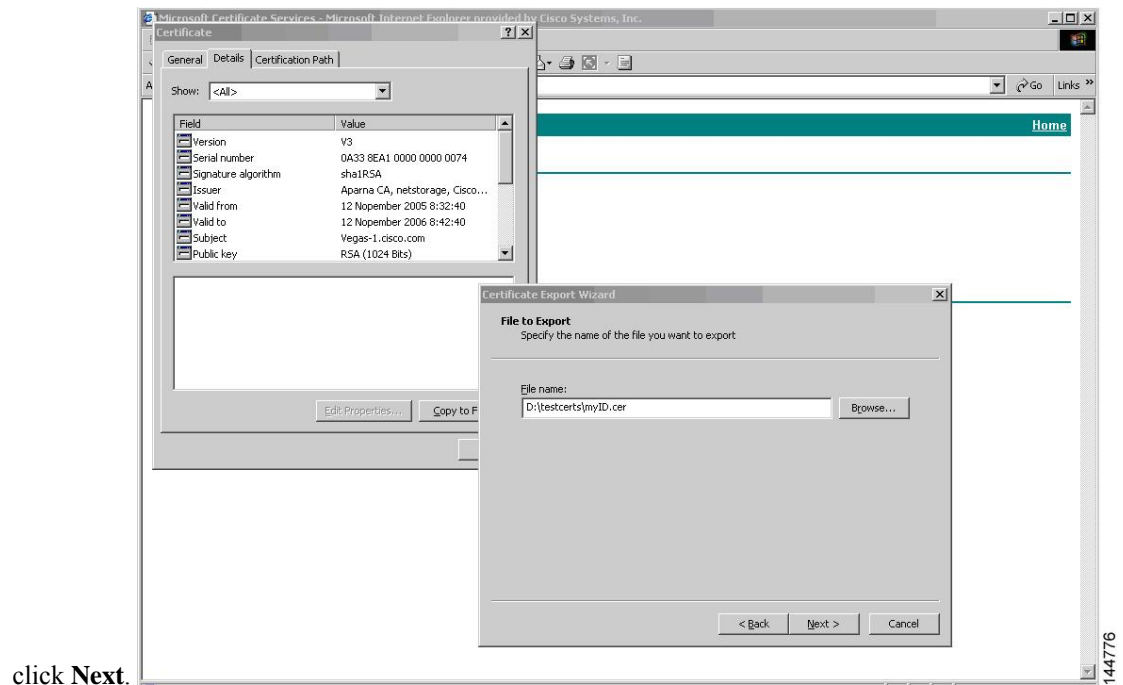 Microsoft Certificate Services - Microsoft Internet Explorer provided by Cisco Systems, Inc.
Certificate
General Details Certification Path
Go Links »
Show: <All>
Home
Field Value
Version V3
Serial number 0A33 8EA1 0000 0000 0074
Signature algorithm sha1RSA
Issuer Aparna CA, netstorage, Cisco...
Valid from 12 Nopember 2005 8:32:40
Valid to 12 Nopember 2006 8:42:40
Subject Vegas-1.cisco.com
Public key RSA (1024 Bits)
Edit Properties... Copy to F
Certificate Export Wizard
File to Export
Specify the name of the file you want to export
File name:
D:\testcerts\myID.cer Browse...
< Back Next > Cancel
144776
click Next.